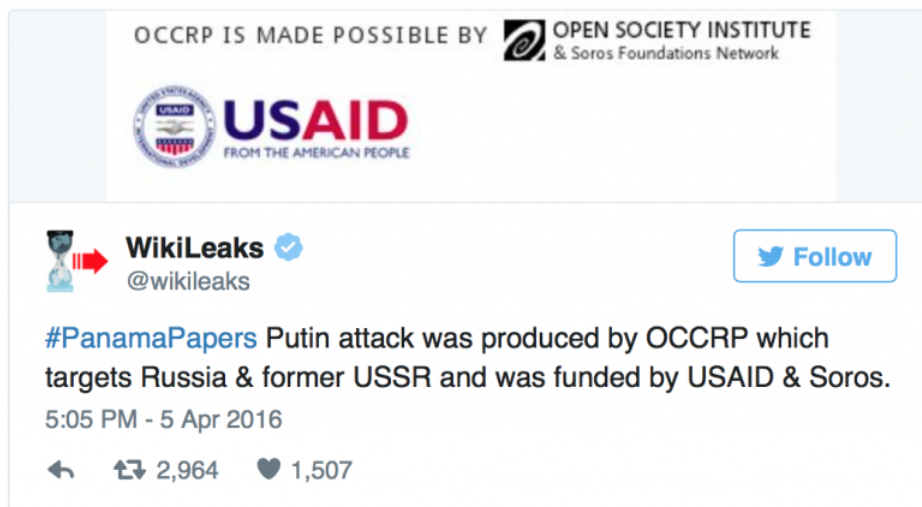 OCCRP IS MADE POSSIBLE BY
OPEN SOCIETY INSTITUTE
& Soros Foundations Network
USAID
USAID
FROM THE AMERICAN PEOPLE
WikiLeaks
@wikileaks
Follow
#PanamaPapers Putin attack was produced by OCCRP which
targets Russia & former USSR and was funded by USAID & Soros.
5:05 PM - 5 Apr 2016
2,964 1,507